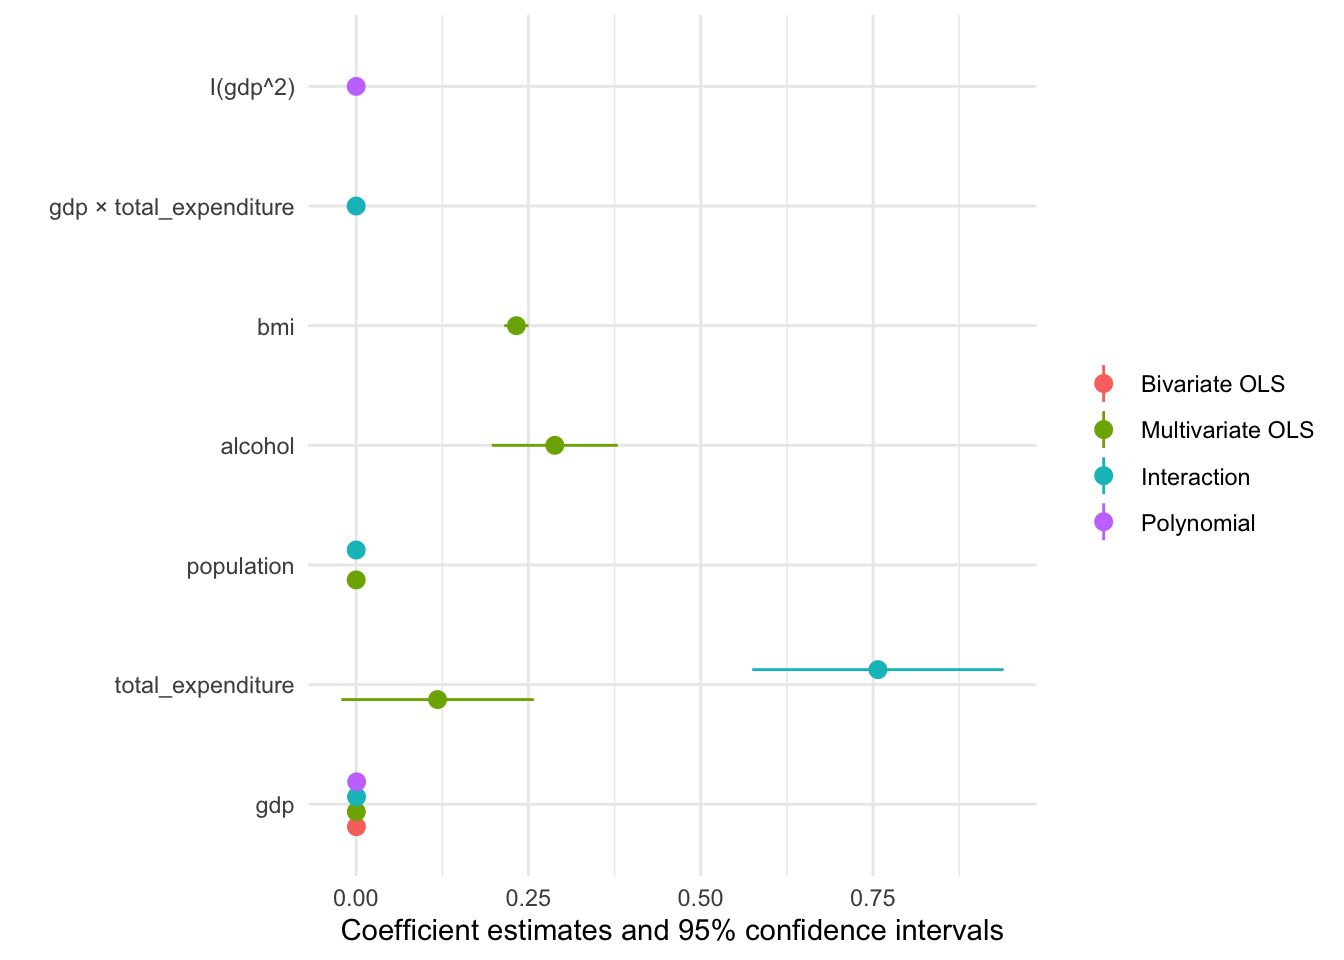 I(gdp^2)
gdp × total_expenditure
bmi
alcohol
population
total_expenditure
gdp
0.00 0.25 0.50 0.75
Coefficient estimates and 95% confidence intervals
Bivariate OLS
Multivariate OLS
Interaction
Polynomial